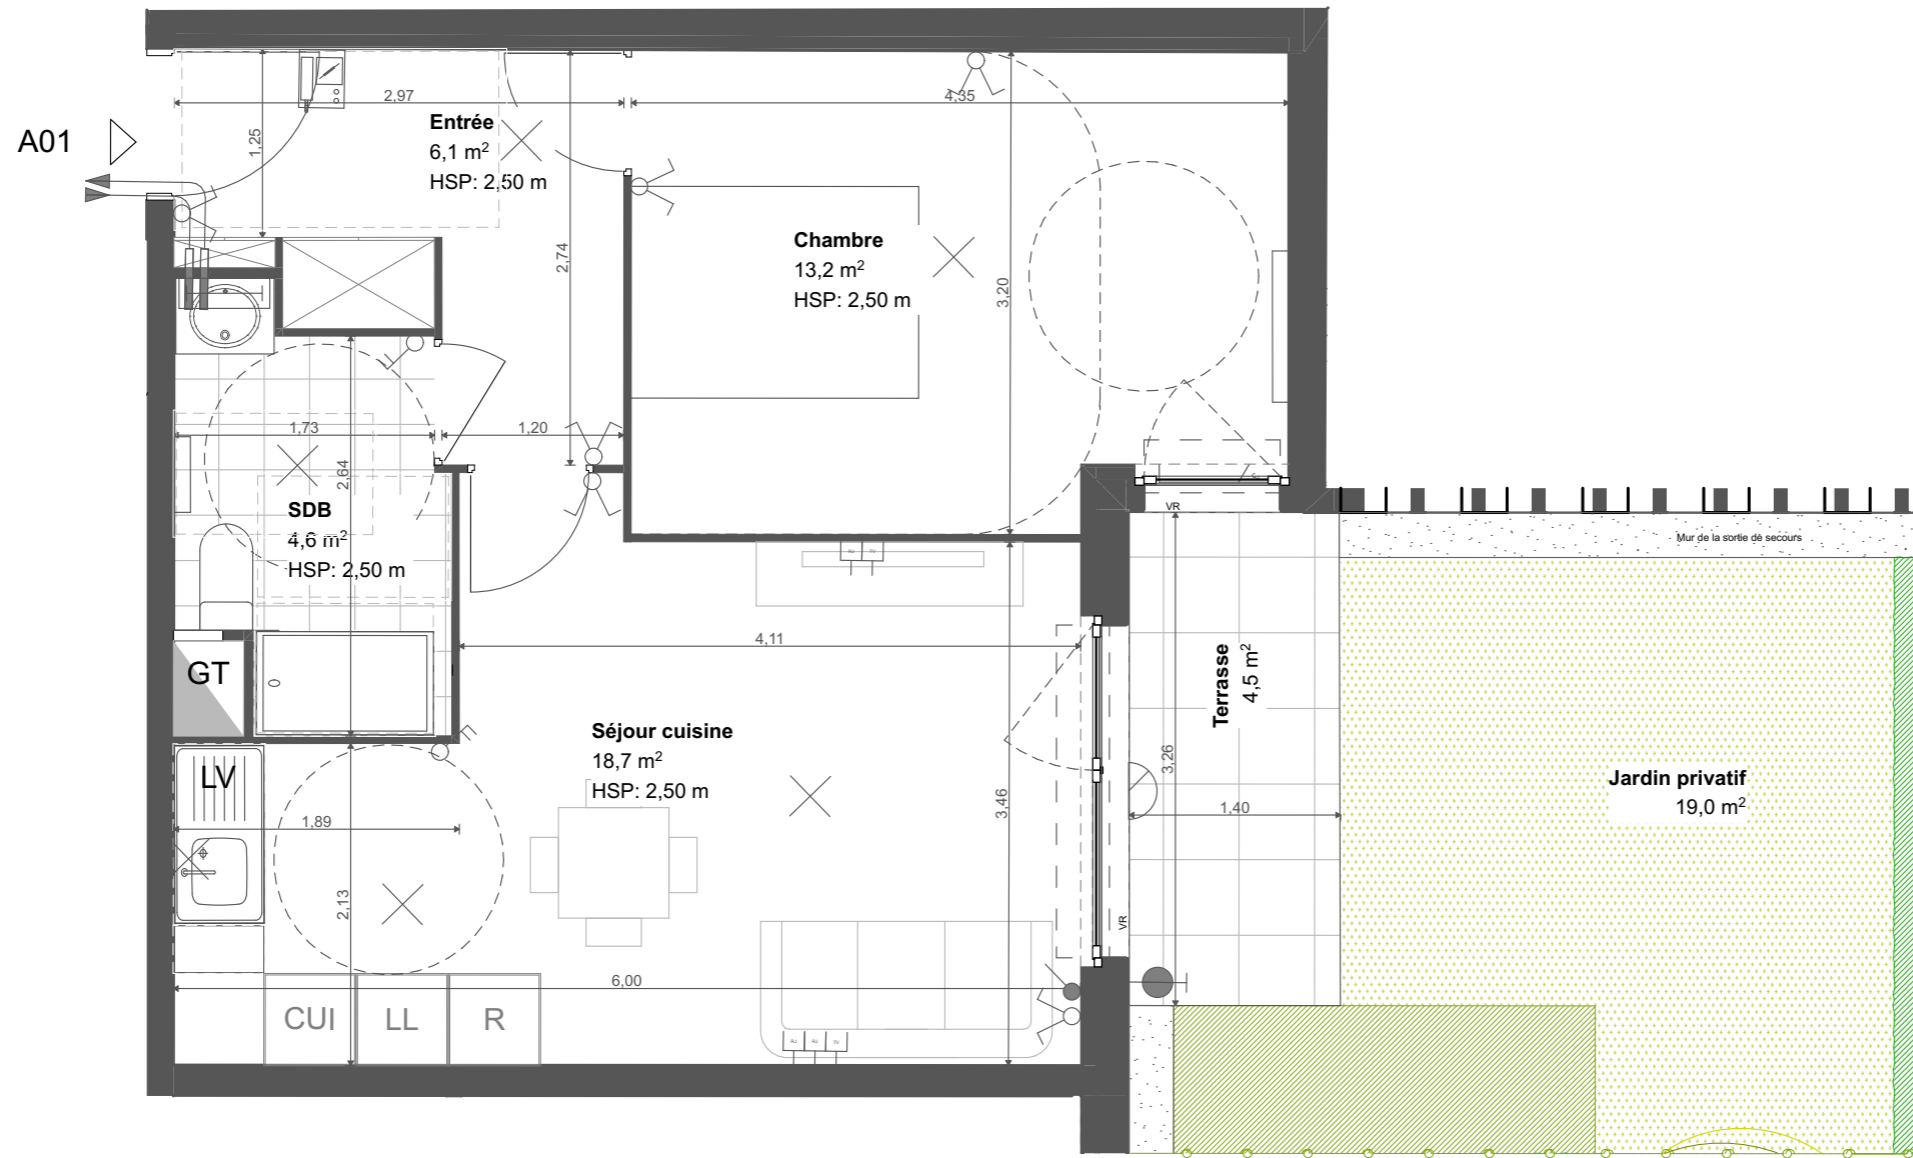 A01
2,97
4,35
1,25
Entrée
6,1 m²
HSP: 2,50 m
2,74
Chambre
13,2 m²
HSP: 2,50 m
3,20
1,73
1,20
2,64
SDB
4,6 m²
HSP: 2,50 m
VR
Mur de la sortie de secours
GT
4,11
Terrasse
4,5 m²
Séjour cuisine
18,7 m²
HSP: 2,50 m
LV
1,89
3,46
3,26
1,40
Jardin privatif
19,0 m²
2,13
VR
6,00
CUI
LL
R